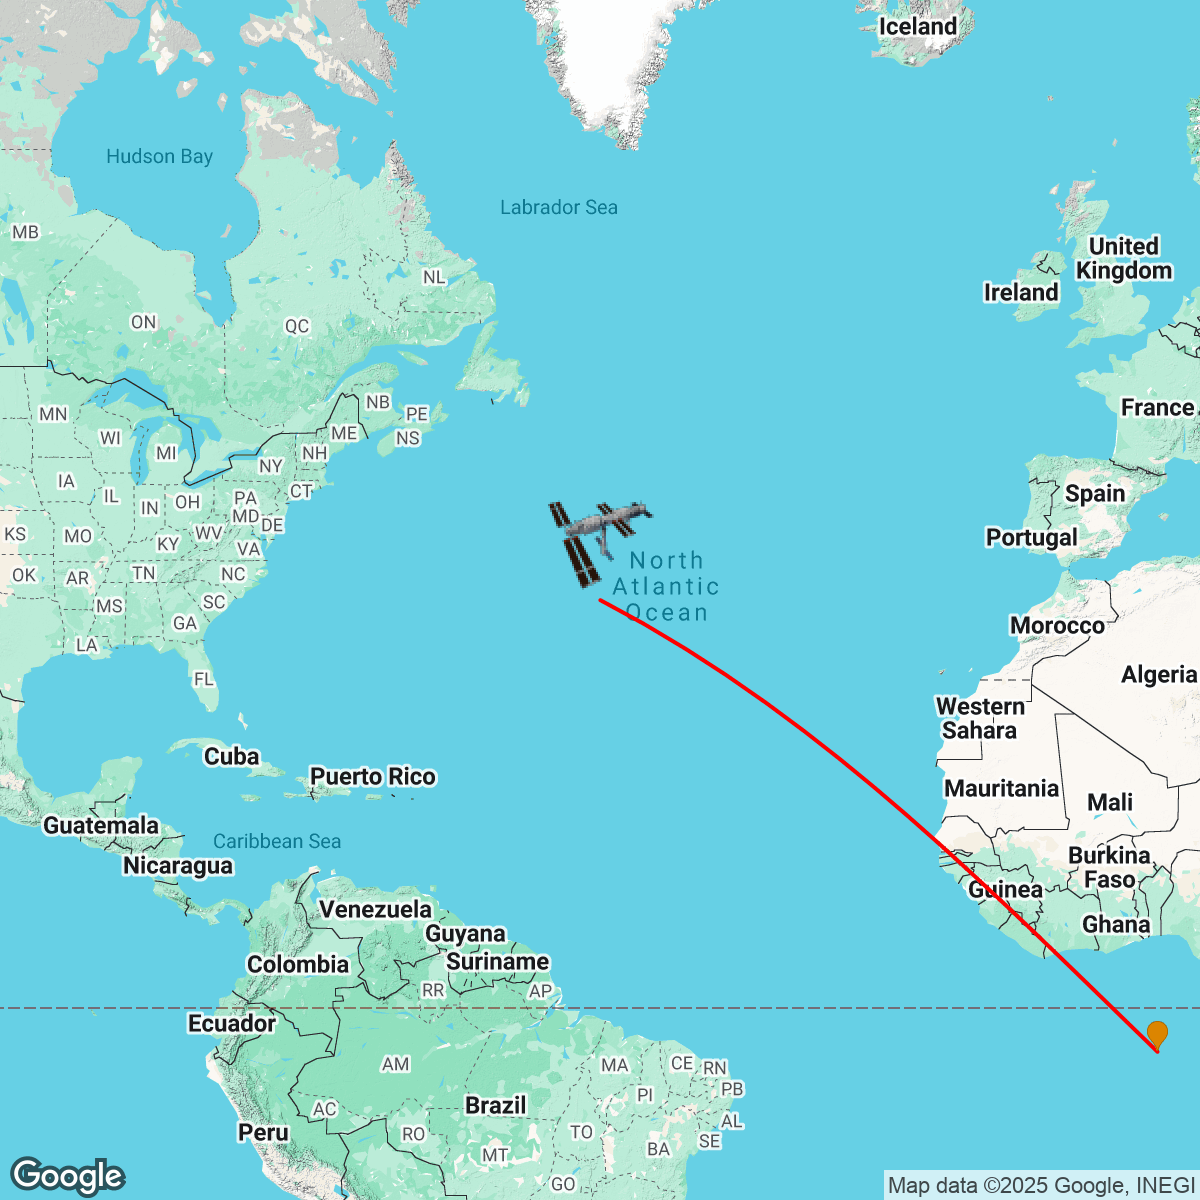 Iceland
Hudson Bay
Labrador Sea
MB
United
Kingdom
NL
Ireland
ON
QC
NB
PE
France
MN
ME
NS
WI
MI
NH
NY
IA
IL
CT
Spain
IN
OH
PA
MD
DE
KS
MO
WV
Portugal
KY
VA
North
OK
AR
TN
NC
Atlantic
MS
SC
Ocean
GA
Morocco
LA
FL
Algeria
Western
Sahara
Cuba
Puerto Rico
Mauritania
Mali
Guatemala
Caribbean Sea
Nicaragua
Burkina
Faso
Guinea
Venezuela
Ghana
Guyana
Colombia
Suriname
RR
AP
Ecuador
AM
MA
CE
RN
PI
PB
AC
Brazil
AL
Peru
RO
TO
SE
MT
BA
GO
Google
Map data ©2025 Google, INEGI